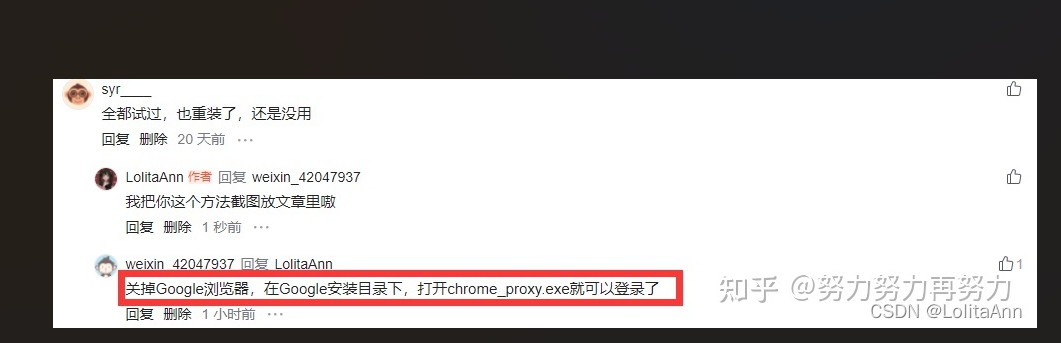 syr____
全都试过，也重装了，还是没用
回复 删除 20 天前 ···
LolitaAnn 作者 回复 weixin_42047937
我把你这个方法截图放文章里嗷
回复 删除 1 秒前 ···
weixin_42047937 回复 LolitaAnn
1
关掉Google浏览器，在Google安装目录下，打开chrome_proxy.exe就可以登录了
回复 删除 1 小时前 ···
知乎 @努力努力再努力
CSDN @LolitaAnn